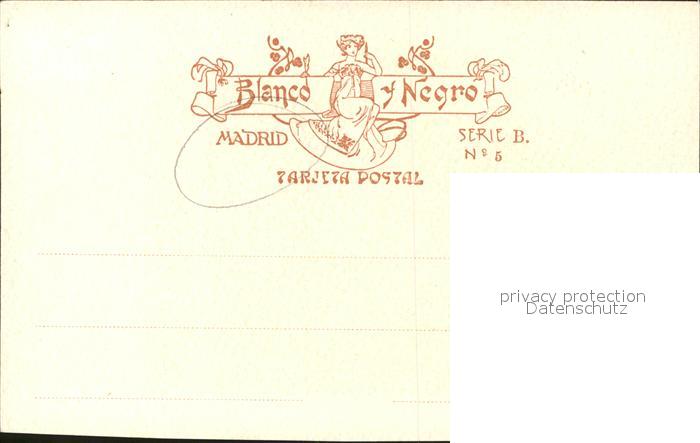 Blanco y Negro
MADRID
SERIE B.
Nº 5
TARJETA POSTAL
privacy protection
Datenschutz